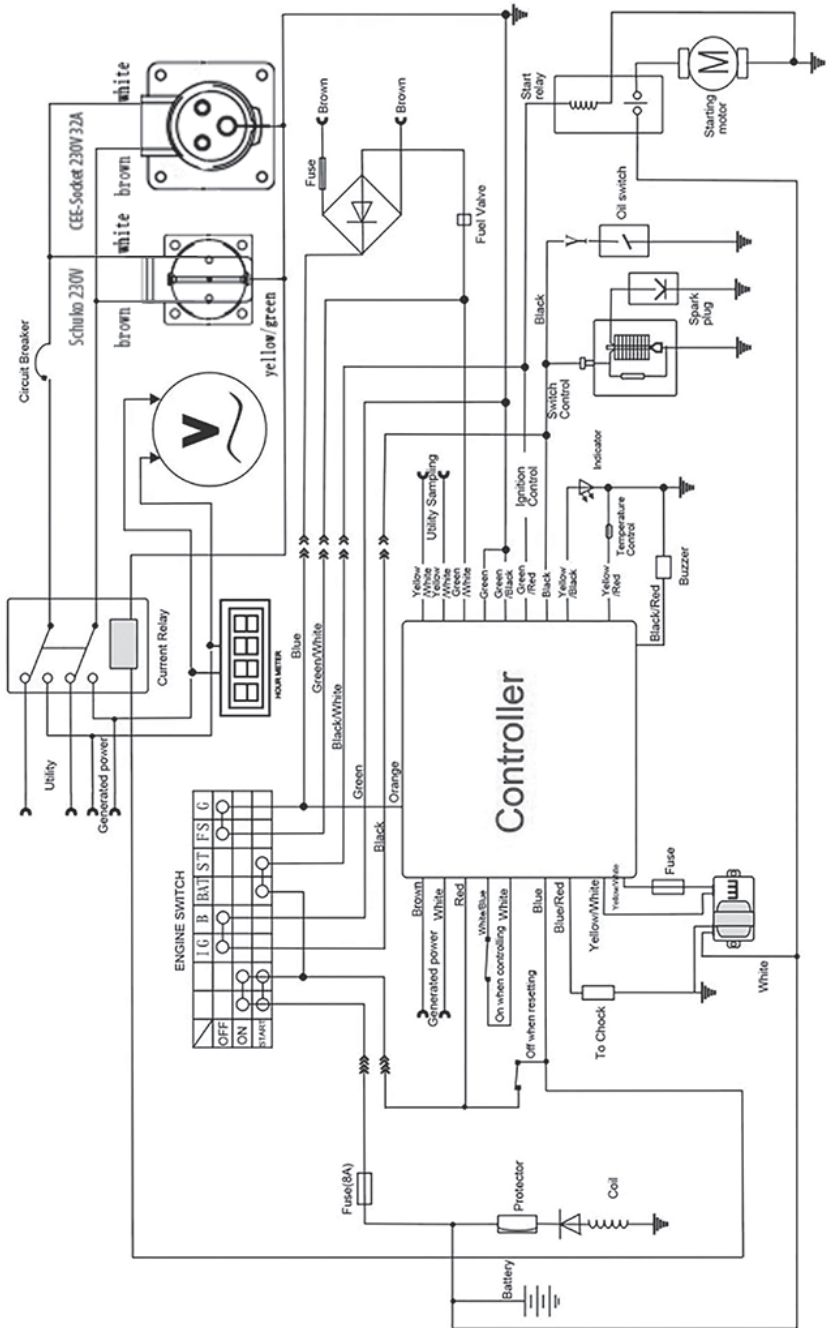 CEE-Socket 230V 32A
white
brown
Schuko 230V
white
brown
yellow/green
Circuit Breaker
V
Current Relay
HOUR METER
Utility
Generated power
Fuse
Brown
Brown
Fuel Valve
Start
relay
M
Starting
motor
Oil switch
Black
Spark
plug
Switch
Control
Indicator
Temperature
Control
Buzzer
Black/Red
Utility Sampling
Ignition
Control
Yellow
/White
Yellow
/White
Green
/White
Green
Green
/Black
Green
/Red
Black
Yellow
/Black
Yellow
/Red
Blue
Green/White
Black/White
Green
Orange
Black
Controller
ENGINE SWITCH
IG B BAT ST FS G
OFF
ON
START
Brown
White
Generated power
Red
White/Blue
On when controlling
White
Blue
Off when resetting
Blue/Red
Yellow/White
Yellow/White
Fuse
To Chock
White
Fuse(8A)
Protector
Coil
Battery